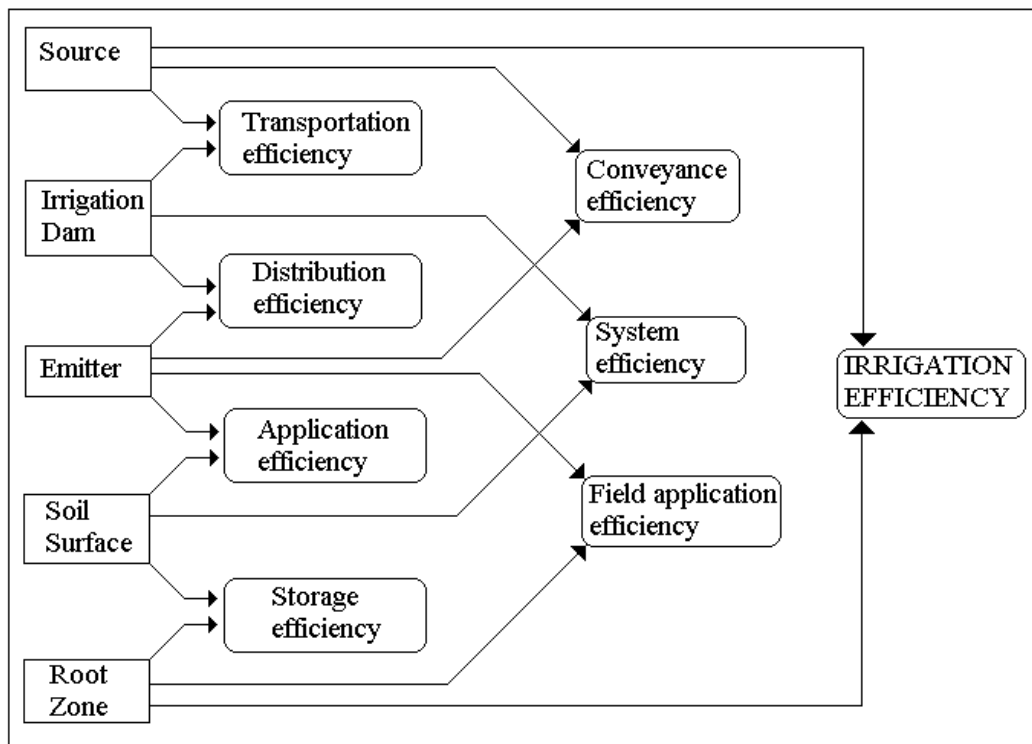 Source
Transportation
efficiency
Conveyance
efficiency
Irrigation
Dam
Distribution
efficiency
System
efficiency
Emitter
IRRIGATION
EFFICIENCY
Application
efficiency
Field application
efficiency
Soil
Surface
Storage
efficiency
Root
Zone